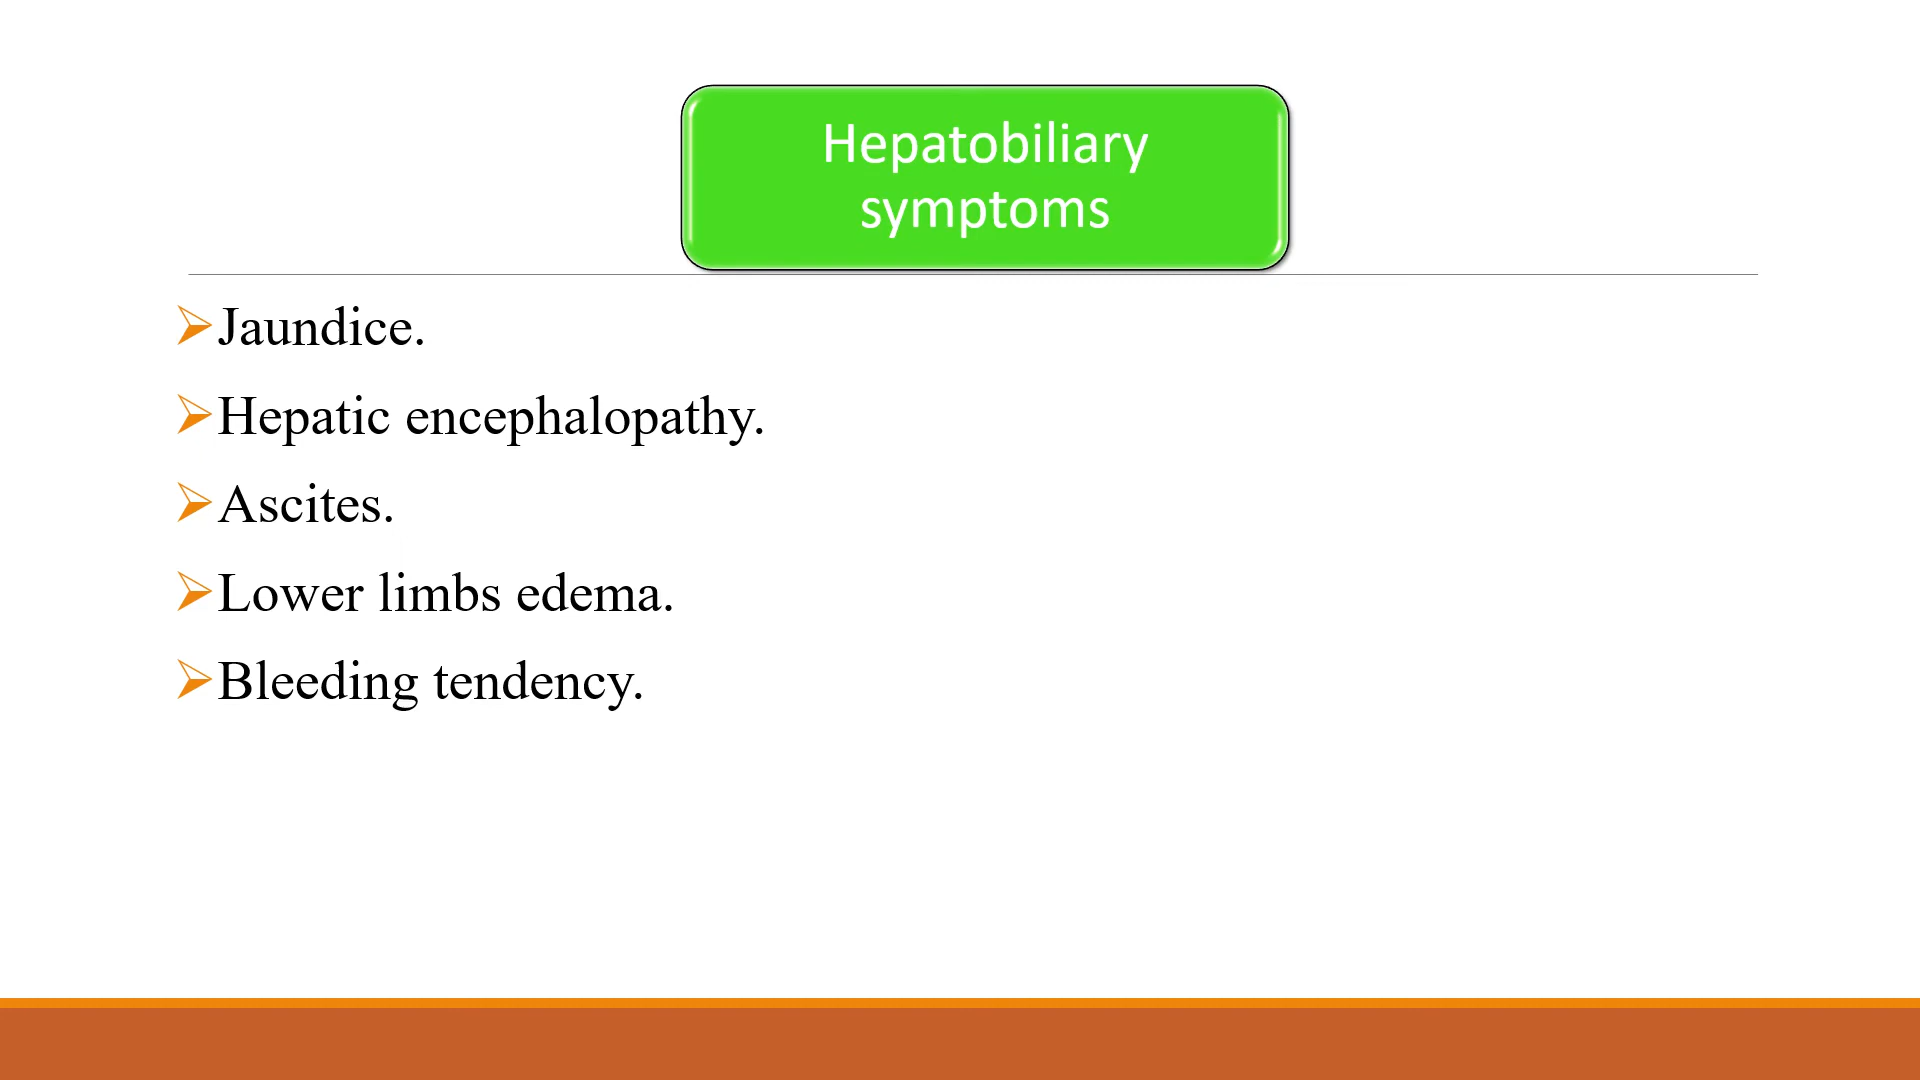 Hepatobiliary
symptoms
Jaundice.
Hepatic encephalopathy.
Ascites.
Lower limbs edema.
Bleeding tendency.